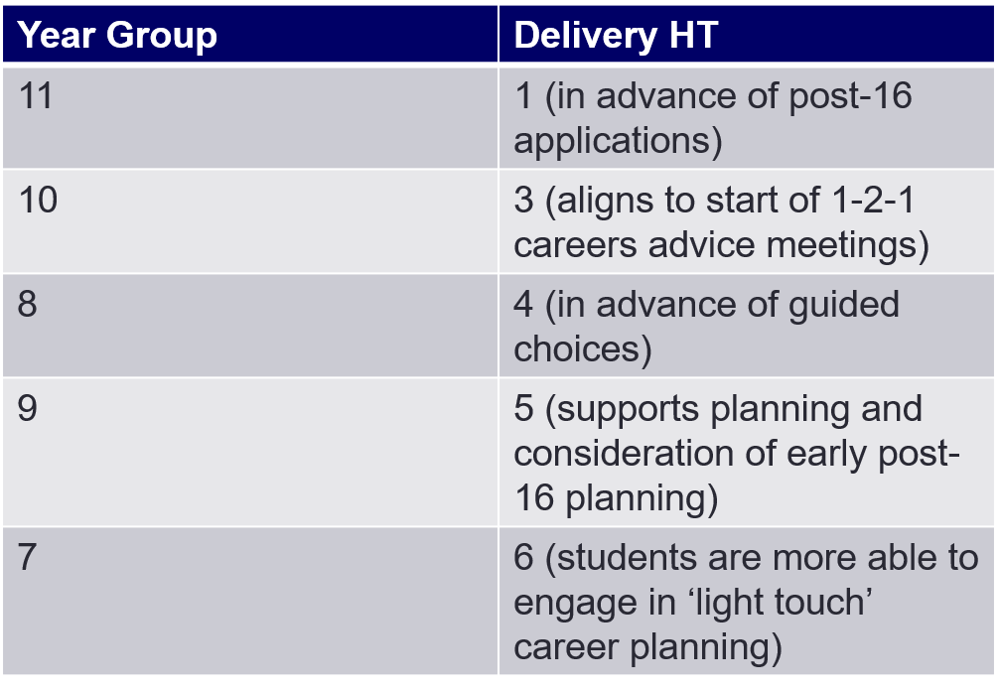 Year Group
Delivery HT
11
1 (in advance of post-16
applications)
10
3 (aligns to start of 1-2-1
careers advice meetings)
8
4 (in advance of guided
choices)
9
5 (supports planning and
consideration of early post-
16 planning)
7
6 (students are more able to
engage in ‘light touch’
career planning)